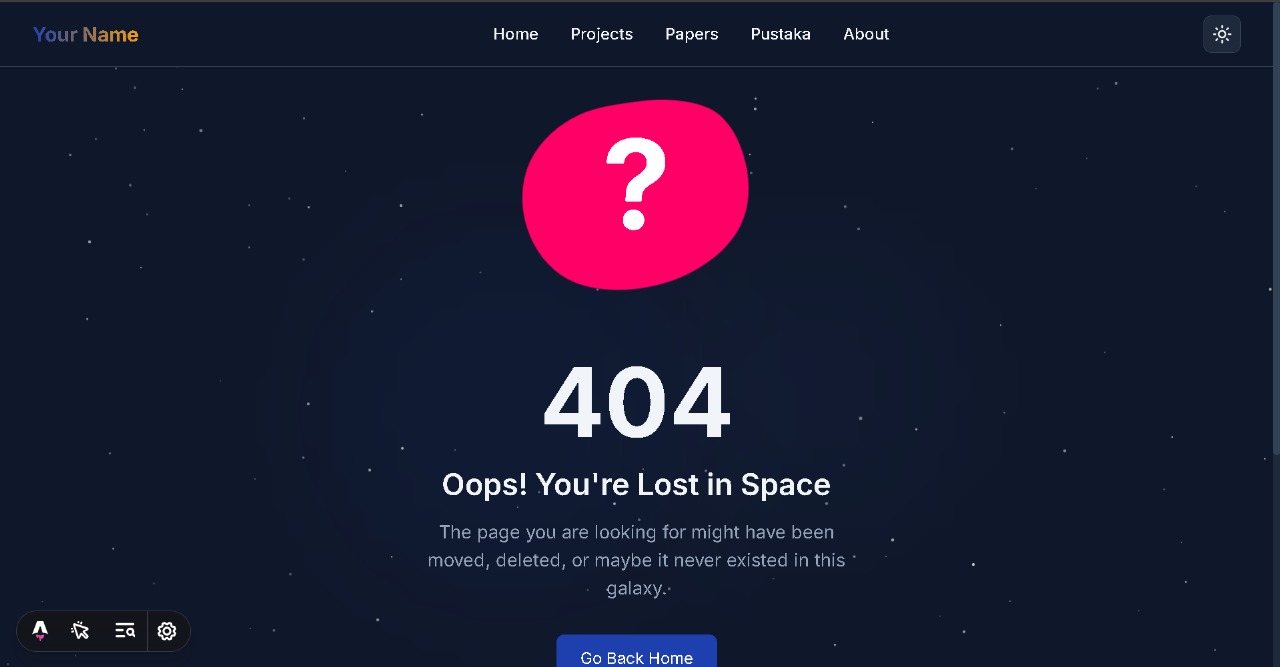 Your Name
Home
Projects
Papers
Pustaka
About
?
404
Oops! You're Lost in Space
The page you are looking for might have been
moved, deleted, or maybe it never existed in this
galaxy.
Go Back Home